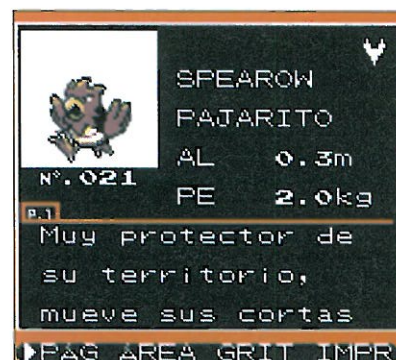 SPEAROW
PAJARITO
AL 0.3m
Nº.021
PE 2.0kg
P.1
Muy protector de
su territorio,
mueve sus cortas
▶PAG AREA GRIT IMPR